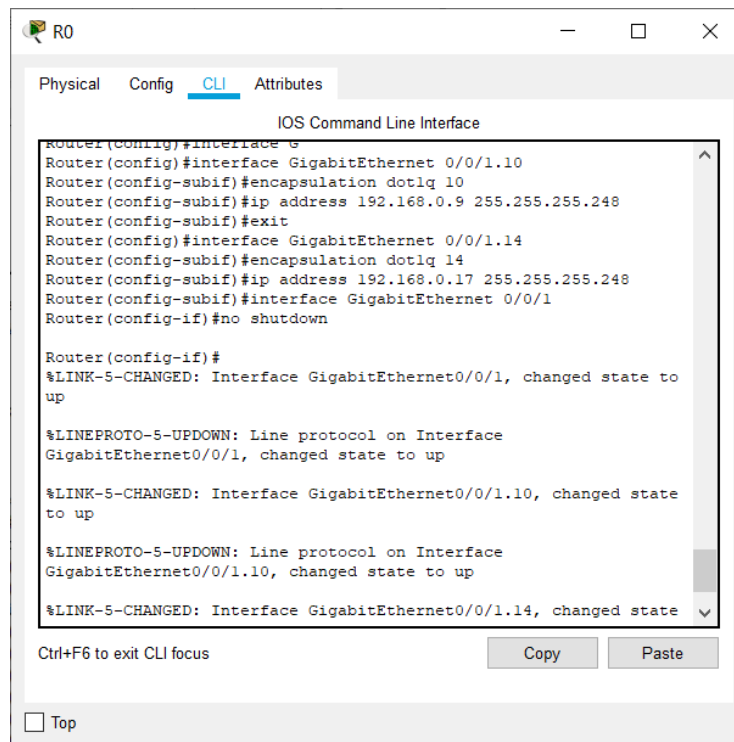 R0
Physical Config CLI Attributes
IOS Command Line Interface
Router(config)#interface G
Router(config)#interface GigabitEthernet 0/0/1.10
Router(config-subif)#encapsulation dot1q 10
Router(config-subif)#ip address 192.168.0.9 255.255.255.248
Router(config-subif)#exit
Router(config)#interface GigabitEthernet 0/0/1.14
Router(config-subif)#encapsulation dot1q 14
Router(config-subif)#ip address 192.168.0.17 255.255.255.248
Router(config-subif)#interface GigabitEthernet 0/0/1
Router(config-if)#no shutdown
Router(config-if)#
%LINK-5-CHANGED: Interface GigabitEthernet0/0/1, changed state to
up
%LINEPROTO-5-UPDOWN: Line protocol on Interface
GigabitEthernet0/0/1, changed state to up
%LINK-5-CHANGED: Interface GigabitEthernet0/0/1.10, changed state
to up
%LINEPROTO-5-UPDOWN: Line protocol on Interface
GigabitEthernet0/0/1.10, changed state to up
%LINK-5-CHANGED: Interface GigabitEthernet0/0/1.14, changed state
Ctrl+F6 to exit CLI focus
Copy Paste
Top